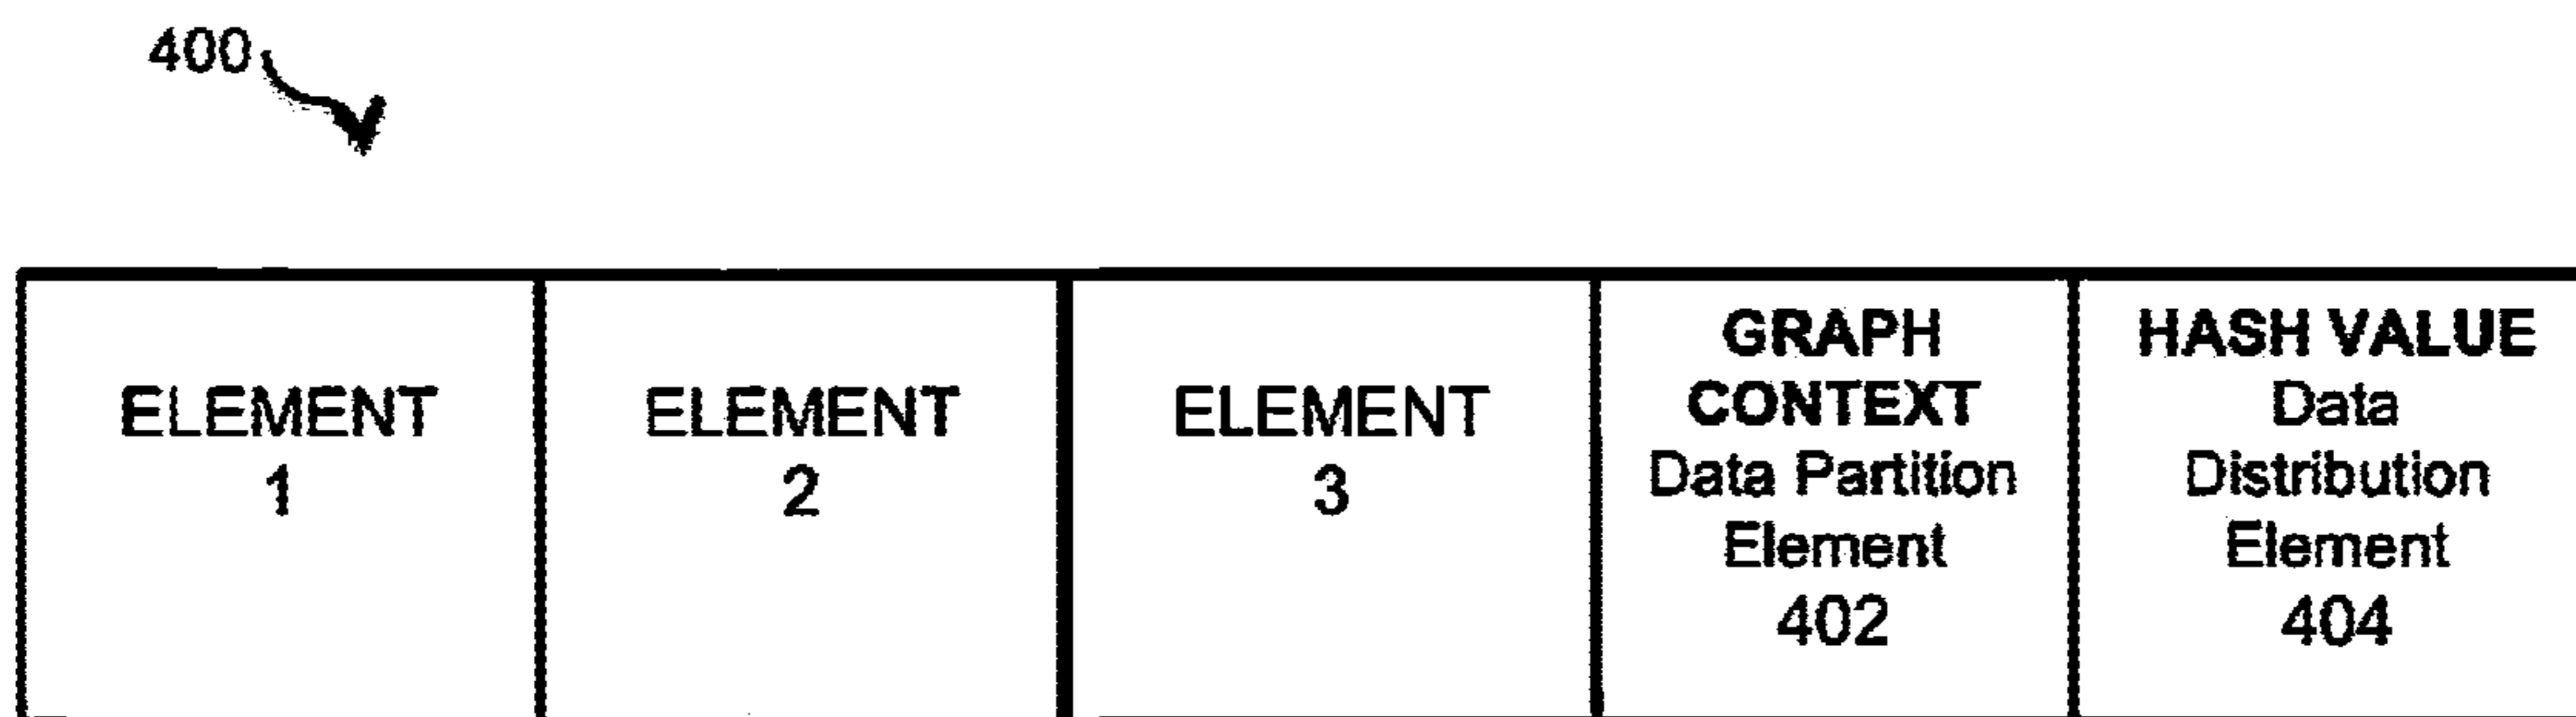 400
ELEMENT
1
ELEMENT
2
ELEMENT
3
GRAPH
CONTEXT
Data Partition
Element
402
HASH VALUE
Data
Distribution
Element
404